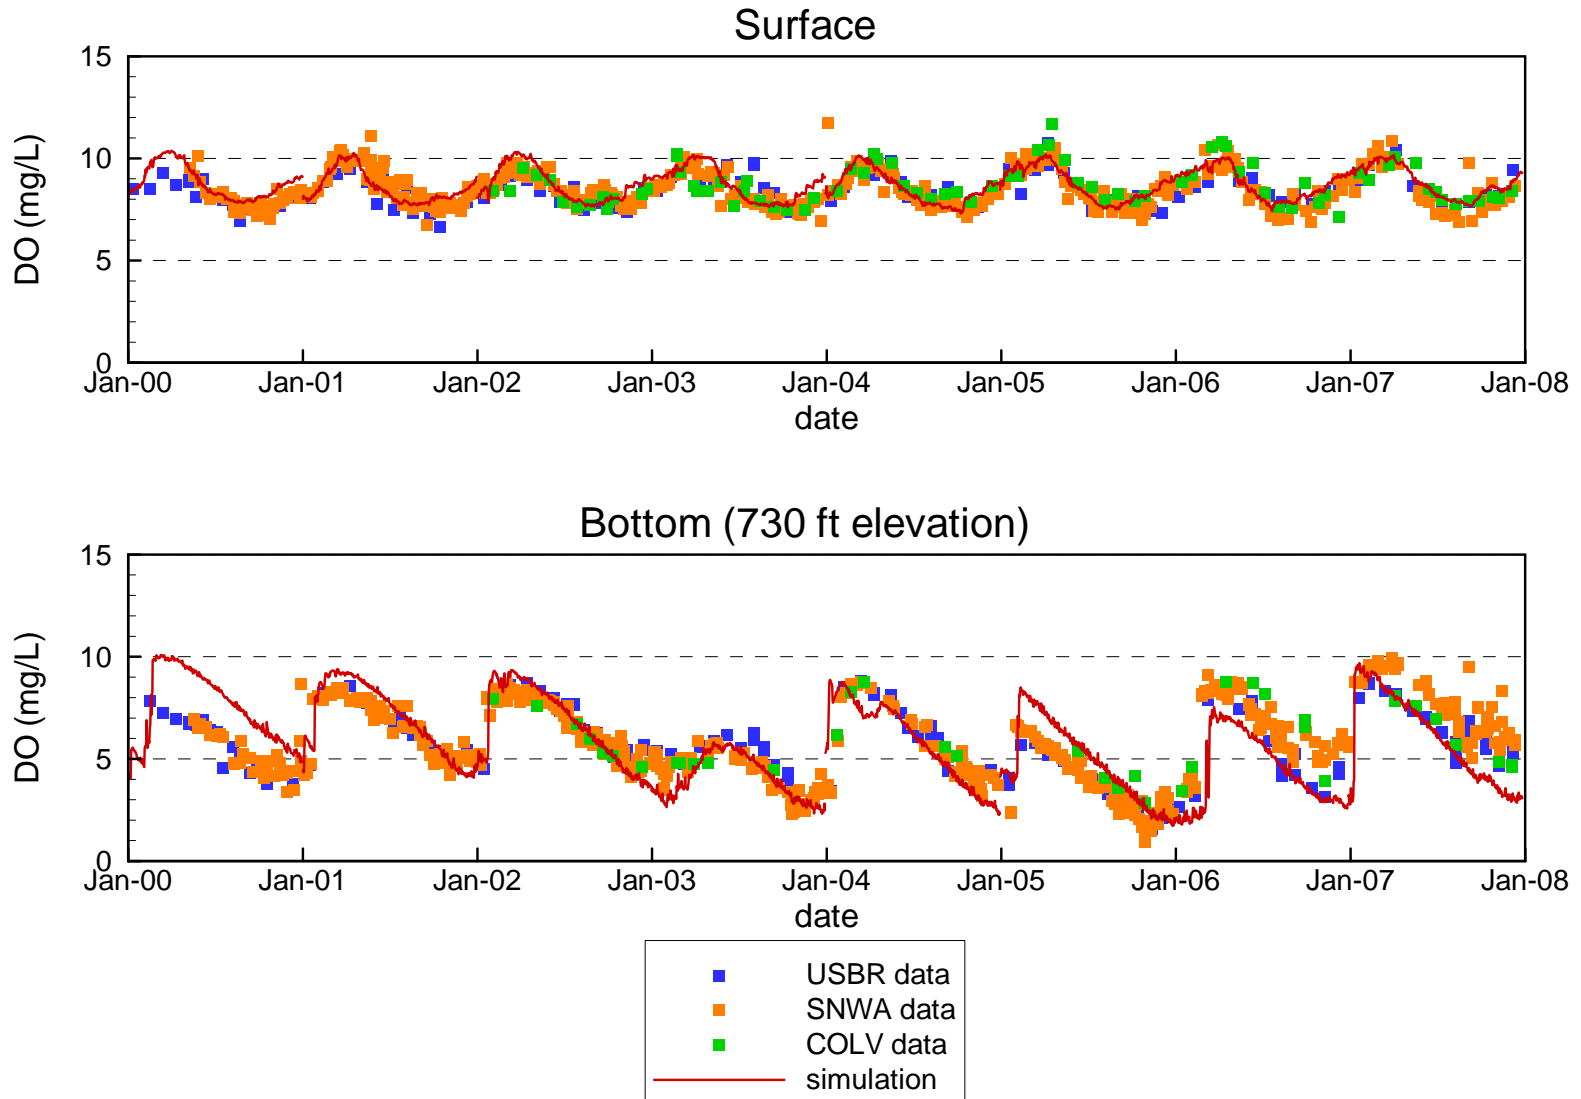 Surface
15
10
5
0
DO (mg/L)
Jan-00 Jan-01 Jan-02 Jan-03 Jan-04 Jan-05 Jan-06 Jan-07 Jan-08
date
Bottom (730 ft elevation)
15
10
5
0
DO (mg/L)
Jan-00 Jan-01 Jan-02 Jan-03 Jan-04 Jan-05 Jan-06 Jan-07 Jan-08
date
USBR data
SNWA data
COLV data
simulation